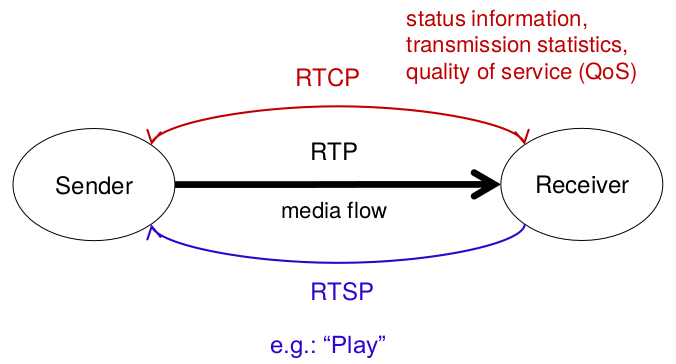 status information,
transmission statistics,
quality of service (QoS)
RTCP
RTP
Sender
Receiver
media flow
RTSP
e.g.: “Play”